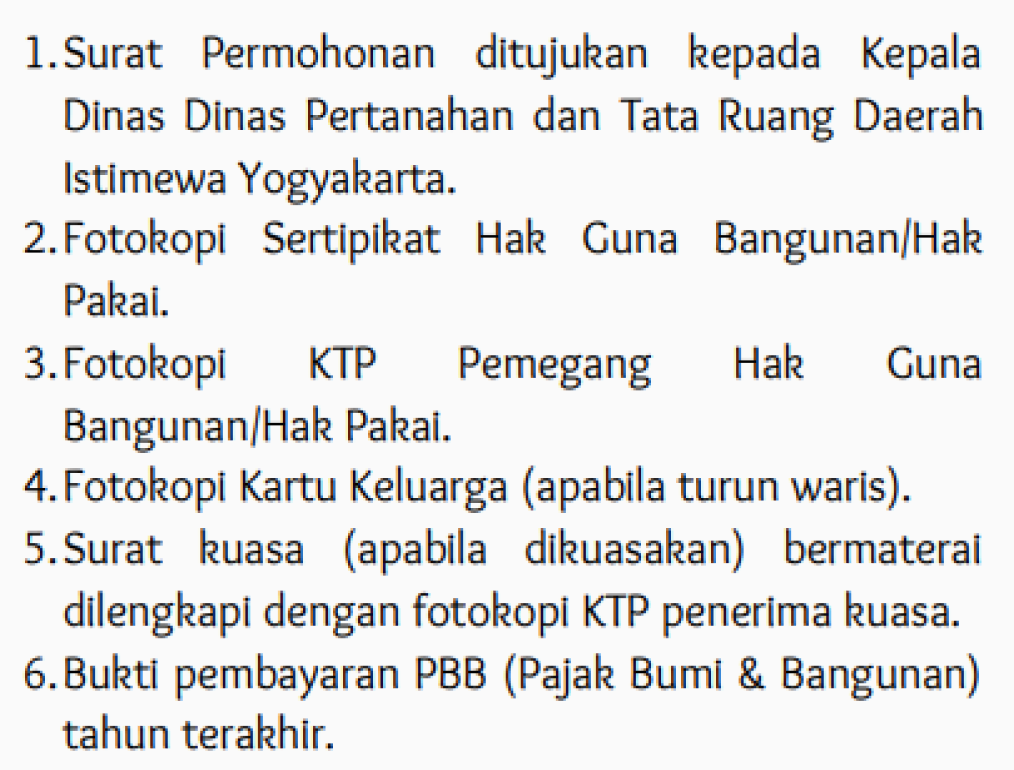 1. Surat Permohonan ditujukan kepada Kepala
Dinas Dinas Pertanahan dan Tata Ruang Daerah
Istimewa Yogyakarta.
2. Fotokopi Sertipikat Hak Guna Bangunan/Hak
Pakai.
3. Fotokopi KTP Pemegang Hak Guna
Bangunan/Hak Pakai.
4. Fotokopi Kartu Keluarga (apabila turun waris).
5. Surat kuasa (apabila dikuasakan) bermaterai
dilengkapi dengan fotokopi KTP penerima kuasa.
6. Bukti pembayaran PBB (Pajak Bumi & Bangunan)
tahun terakhir.